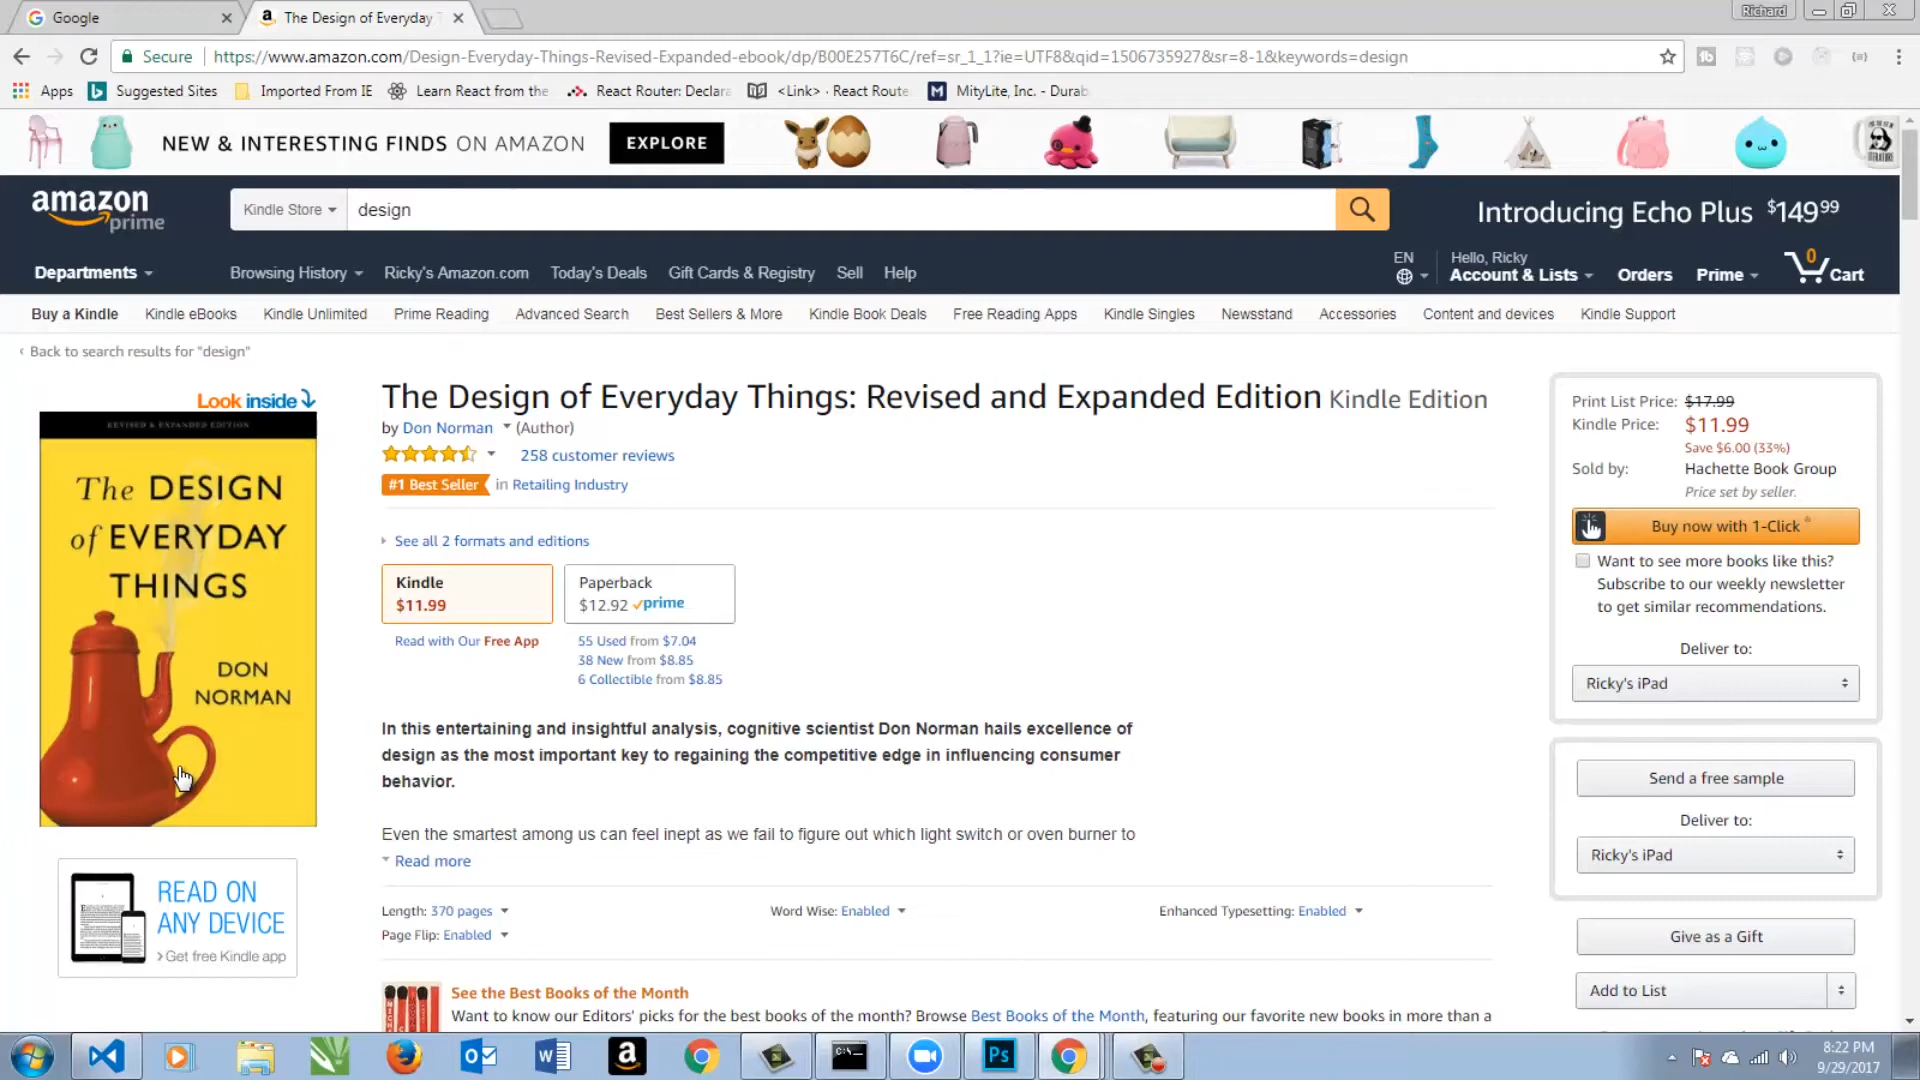 Google
The Design of Everyday T
Richard
Secure
https://www.amazon.com/Design-Everyday-Things-Revised-Expanded-ebook/dp/B00E257T6C/ref=sr_1_1?ie=UTF8&qid=1506735927&sr=8-1&keywords=design
Apps
Suggested Sites
Imported From IE
Learn React from the
React Router: Declara
<Link> · React Route
MityLite, Inc. - Durab
NEW & INTERESTING FINDS ON AMAZON
EXPLORE
amazon prime
Kindle Store
design
Introducing Echo Plus $149 99
Departments
Browsing History
Ricky's Amazon.com
Today's Deals
Gift Cards & Registry
Sell
Help
EN
Hello, Ricky
Account & Lists
Orders
Prime
0
Cart
Buy a Kindle
Kindle eBooks
Kindle Unlimited
Prime Reading
Advanced Search
Best Sellers & More
Kindle Book Deals
Free Reading Apps
Kindle Singles
Newsstand
Accessories
Content and devices
Kindle Support
‹ Back to search results for "design"
Look inside
REVISED & EXPANDED EDITION
The DESIGN
of EVERYDAY
THINGS
DON
NORMAN
READ ON
ANY DEVICE
› Get free Kindle app
The Design of Everyday Things: Revised and Expanded Edition Kindle Edition
by Don Norman (Author)
258 customer reviews
#1 Best Seller in Retailing Industry
See all 2 formats and editions
Kindle
$11.99
Paperback
$12.92 prime
Read with Our Free App
55 Used from $7.04
38 New from $8.85
6 Collectible from $8.85
In this entertaining and insightful analysis, cognitive scientist Don Norman hails excellence of
design as the most important key to regaining the competitive edge in influencing consumer
behavior.
Even the smartest among us can feel inept as we fail to figure out which light switch or oven burner to
Read more
Length: 370 pages
Word Wise: Enabled
Enhanced Typesetting: Enabled
Page Flip: Enabled
See the Best Books of the Month
Want to know our Editors' picks for the best books of the month? Browse Best Books of the Month, featuring our favorite new books in more than a
Print List Price: $17.99
Kindle Price: $11.99
Save $6.00 (33%)
Sold by: Hachette Book Group
Price set by seller.
Buy now with 1-Click
Want to see more books like this?
Subscribe to our weekly newsletter
to get similar recommendations.
Deliver to:
Ricky's iPad
Send a free sample
Deliver to:
Ricky's iPad
Give as a Gift
Add to List
8:22 PM
9/29/2017